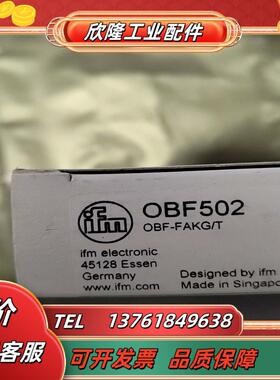 欣隆工业配件
ifm
OBF502
OBF-FAKG/T
ifm electronic
45128 Essen
Germany
www.ifm.com
Designed by ifm
Made in Singapo
价
客服
TEL 13761849638
可开发票 品质保障